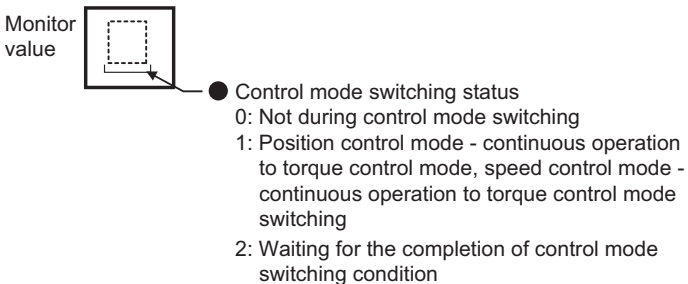 Monitor
value
● Control mode switching status
0: Not during control mode switching
1: Position control mode - continuous operation
to torque control mode, speed control mode -
continuous operation to torque control mode
switching
2: Waiting for the completion of control mode
switching condition